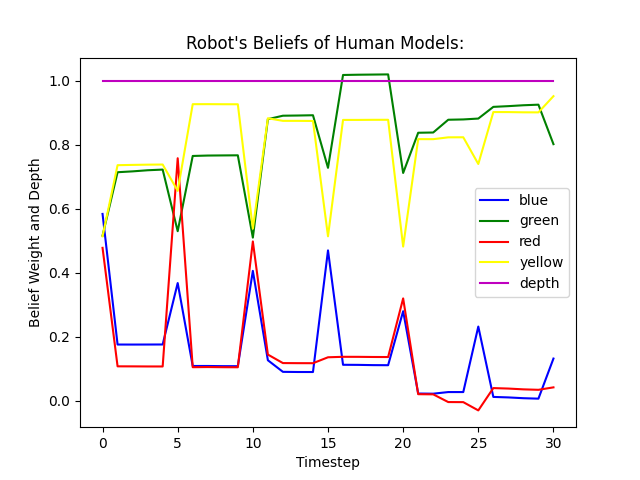 Robot's Beliefs of Human Models:
Belief Weight and Depth
1.0
0.8
0.6
0.4
0.2
0.0
blue
green
red
yellow
depth
0 5 10 15 20 25 30
Timestep